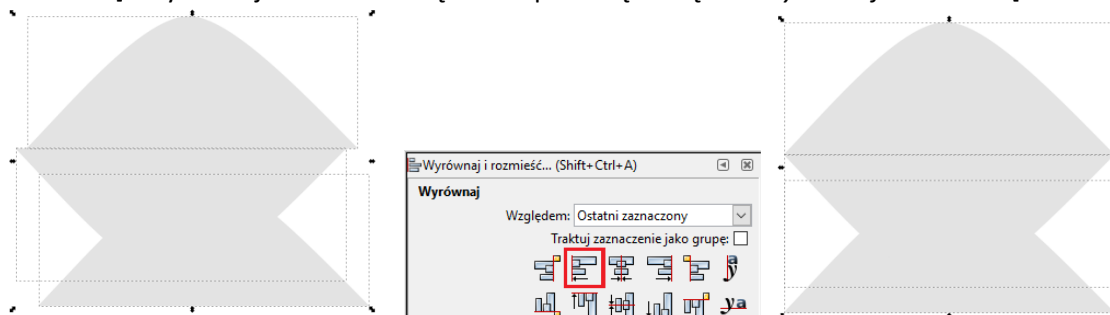 Wyrównaj i rozmieść... (Shift+Ctrl+A)
Wyrównaj
Względem: Ostatni zaznaczony
Traktuj zaznaczenie jako grupę: